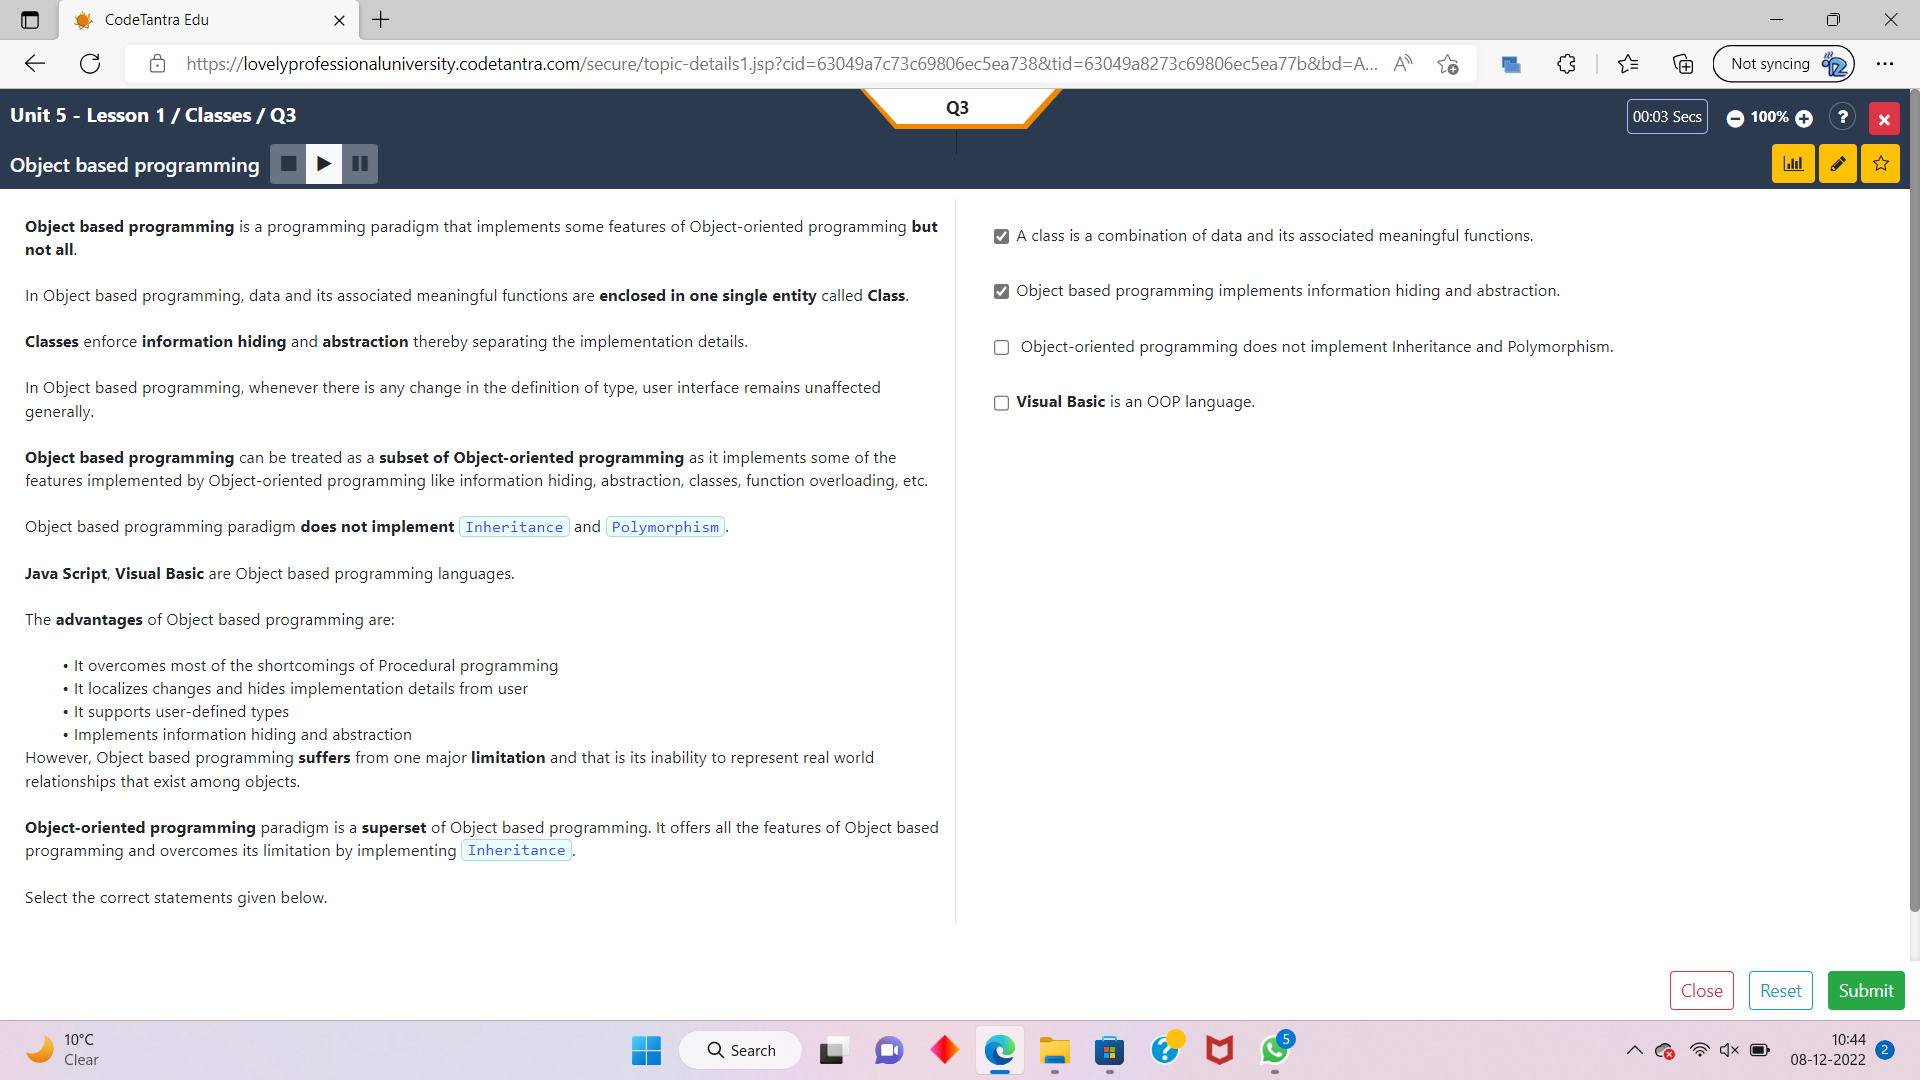 CodeTantra Edu
https://lovelyprofessionaluniversity.codetantra.com/secure/topic-details1.jsp?cid=63049a7c73c69806ec5ea738&tid=63049a8273c69806ec5ea77b&bd=A...
Not syncing
Unit 5 - Lesson 1 / Classes / Q3
Q3
00:03 Secs
100%
?
Object based programming
Object based programming is a programming paradigm that implements some features of Object-oriented programming but
not all.
In Object based programming, data and its associated meaningful functions are enclosed in one single entity called Class.
Classes enforce information hiding and abstraction thereby separating the implementation details.
In Object based programming, whenever there is any change in the definition of type, user interface remains unaffected
generally.
Object based programming can be treated as a subset of Object-oriented programming as it implements some of the
features implemented by Object-oriented programming like information hiding, abstraction, classes, function overloading, etc.
Object based programming paradigm does not implement Inheritance and Polymorphism.
Java Script, Visual Basic are Object based programming languages.
The advantages of Object based programming are:
• It overcomes most of the shortcomings of Procedural programming
• It localizes changes and hides implementation details from user
• It supports user-defined types
• Implements information hiding and abstraction
However, Object based programming suffers from one major limitation and that is its inability to represent real world
relationships that exist among objects.
Object-oriented programming paradigm is a superset of Object based programming. It offers all the features of Object based
programming and overcomes its limitation by implementing Inheritance.
Select the correct statements given below.
A class is a combination of data and its associated meaningful functions.
Object based programming implements information hiding and abstraction.
Object-oriented programming does not implement Inheritance and Polymorphism.
Visual Basic is an OOP language.
Close
Reset
Submit
10°C
Clear
Search
5
10:44
08-12-2022
2